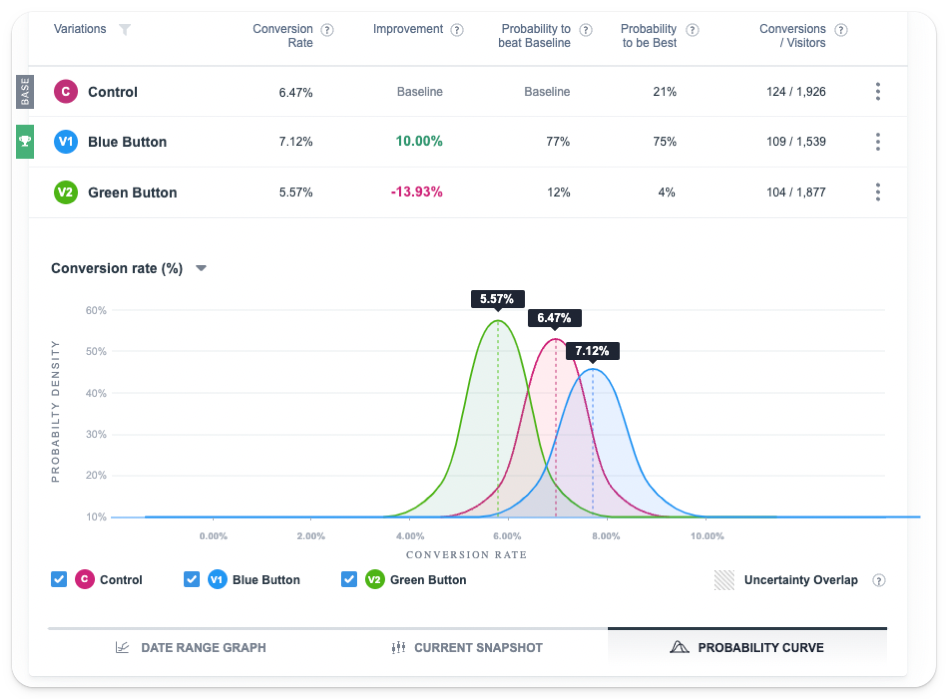 Variations
Conversion Rate ?
Improvement ?
Probability to beat Baseline ?
Probability to be Best ?
Conversions / Visitors ?
BASE C Control 6.47% Baseline Baseline 21% 124 / 1,926
V1 Blue Button 7.12% 10.00% 77% 75% 109 / 1,539
V2 Green Button 5.57% -13.93% 12% 4% 104 / 1,877
Conversion rate (%)
PROBABILTY DENSITY
60%
50%
40%
30%
20%
10%
5.57%
6.47%
7.12%
0.00% 2.00% 4.00% 6.00% 8.00% 10.00%
CONVERSION RATE
C Control V1 Blue Button V2 Green Button Uncertainty Overlap ?
DATE RANGE GRAPH CURRENT SNAPSHOT PROBABILITY CURVE